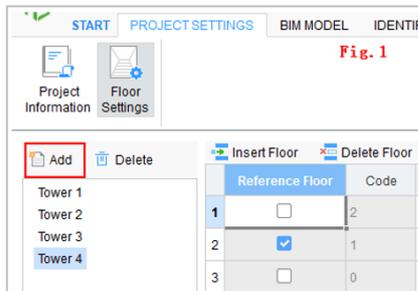 START PROJECT SETTINGS BIM MODEL
Fig.1
Project Information
Floor Settings
Add Delete
Insert Floor Delete Floor
Reference Floor Code
Tower 1
Tower 2
Tower 3
Tower 4
1 2
2 1
3 0